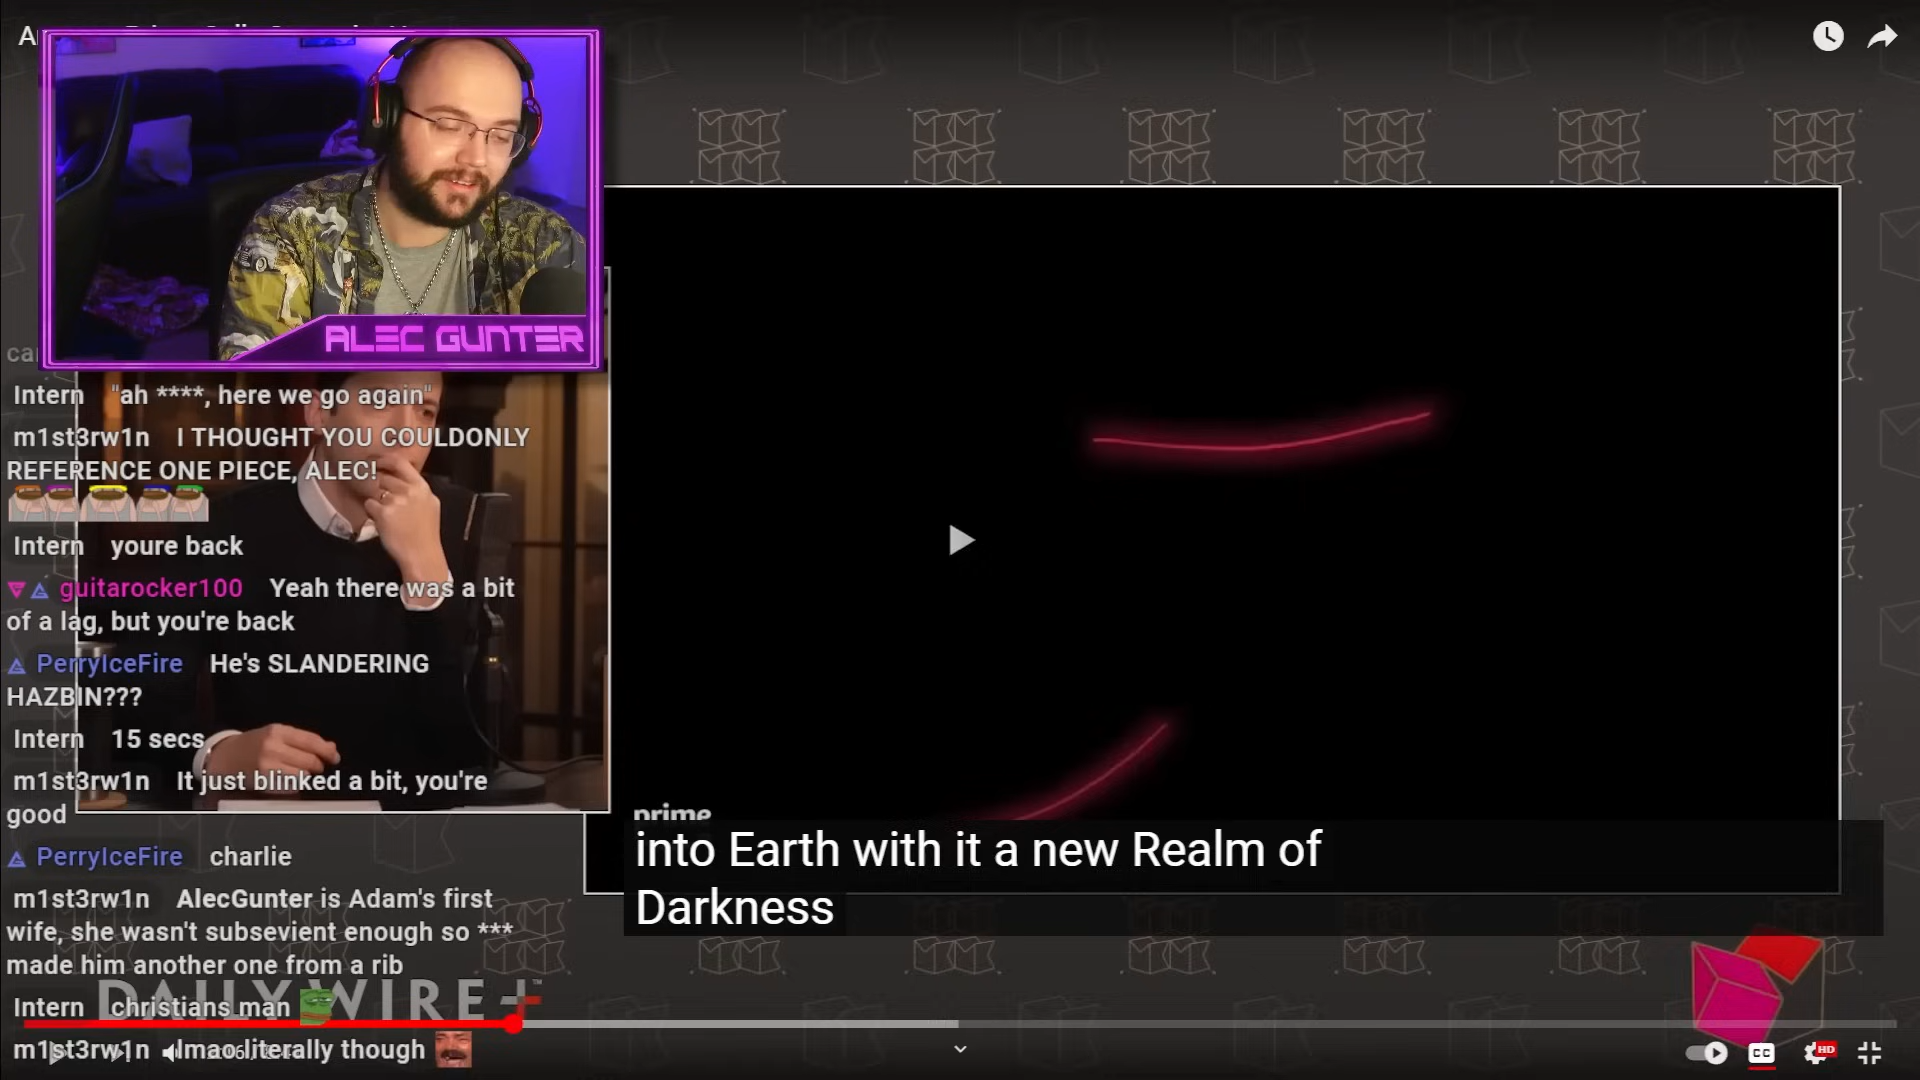 ALEC GUNTER
Intern "ah ****, here we go again"
m1st3rw1n I THOUGHT YOU COULDONLY
REFERENCE ONE PIECE, ALEC!
Intern youre back
guitarocker100 Yeah there was a bit
of a lag, but you're back
PerryIceFire He's SLANDERING
HAZBIN???
Intern 15 secs
m1st3rw1n It just blinked a bit, you're
good
PerryIceFire charlie
m1st3rw1n AlecGunter is Adam's first
wife, she wasn't subsevient enough so ***
made him another one from a rib
Intern christians man
m1st3rw1n lmao literally though
prime
into Earth with it a new Realm of
Darkness
DAILY WIRE+
CC
HD